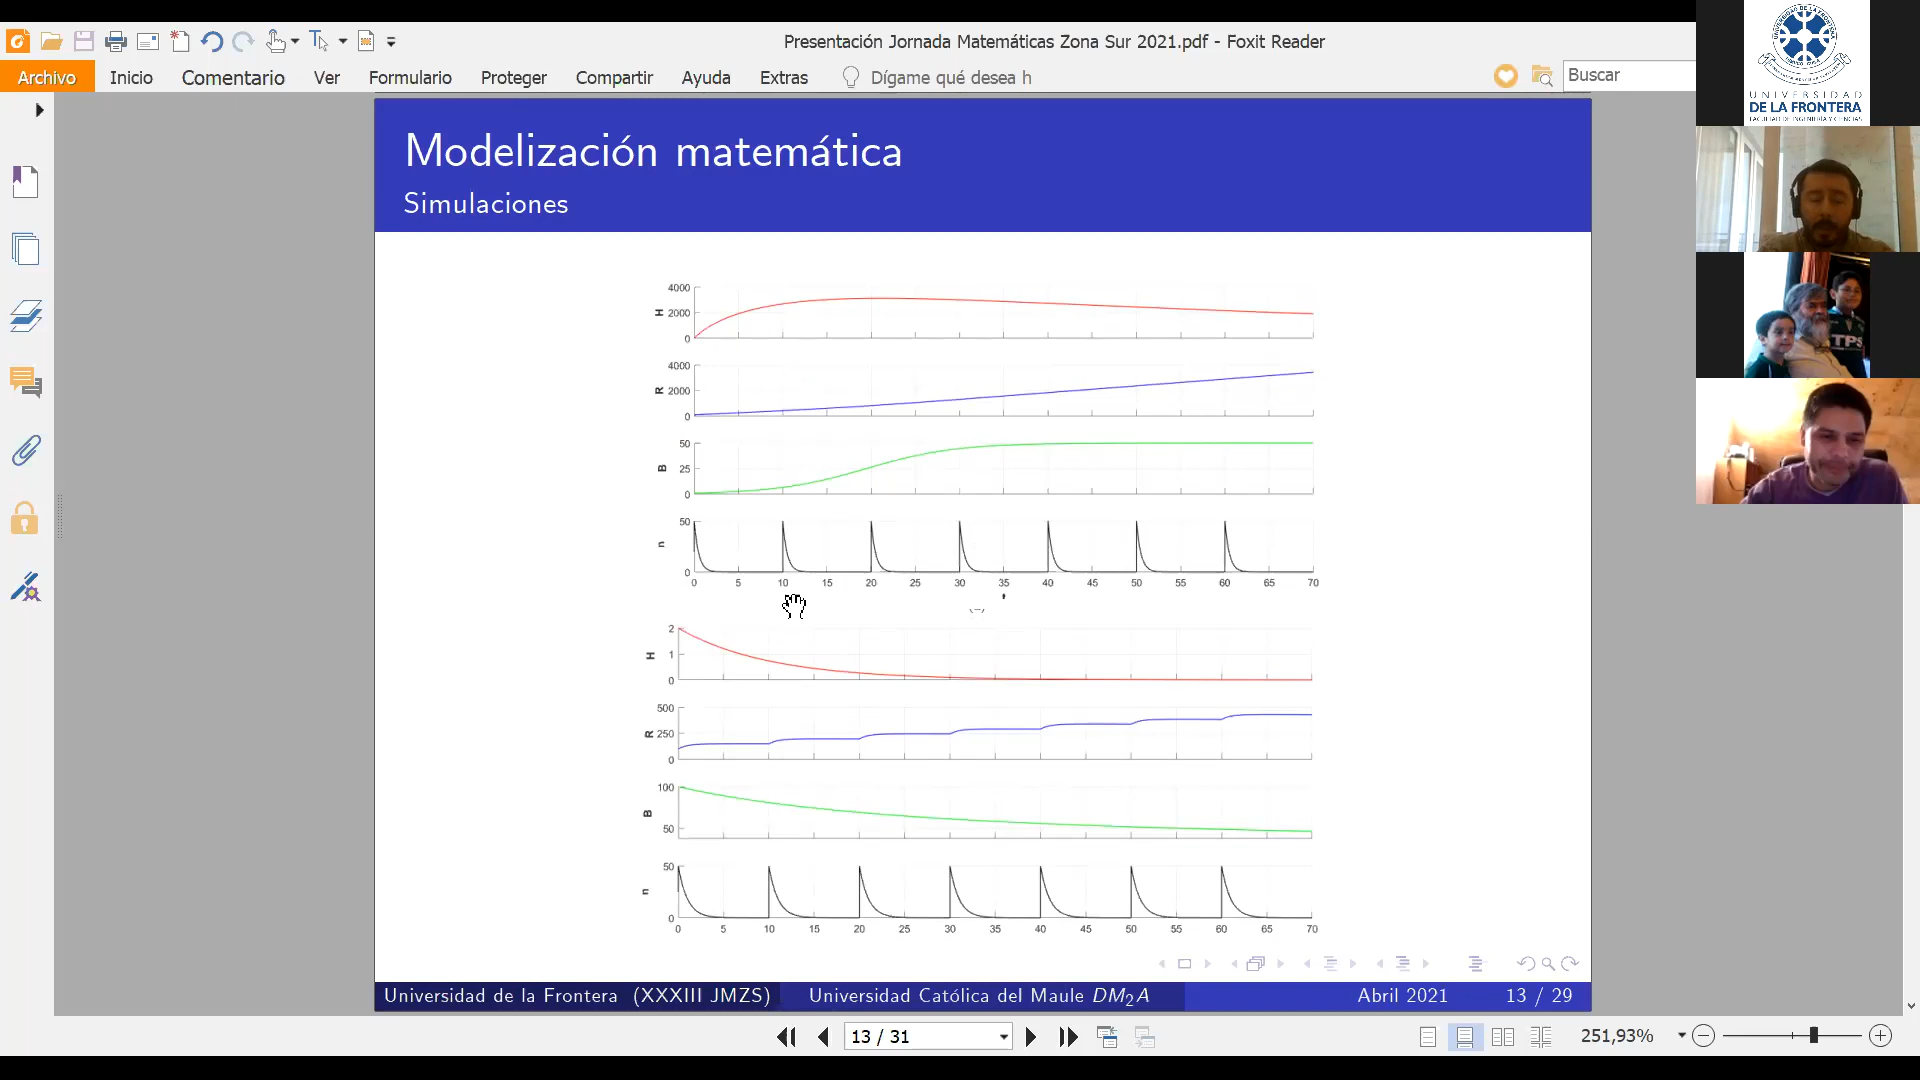 Presentación Jornada Matemáticas Zona Sur 2021.pdf - Foxit Reader
Archivo Inicio Comentario Ver Formulario Proteger Compartir Ayuda Extras Dígame qué desea h Buscar
UNIVERSIDAD
DE LA FRONTERA
FACULTAD DE INGENIERÍA Y CIENCIAS
Modelización matemática
Simulaciones
4000
H 2000
0
4000
R 2000
0
50
B 25
0
50
n
0
0 5 10 15 20 25 30 35 40 45 50 55 60 65 70
t
2
H 1
0
500
R 250
0
100
B
50
50
n
0
0 5 10 15 20 25 30 35 40 45 50 55 60 65 70
TPS
Universidad de la Frontera (XXXIII JMZS) Universidad Católica del Maule DM₂A Abril 2021 13 / 29
13 / 31 251,93%